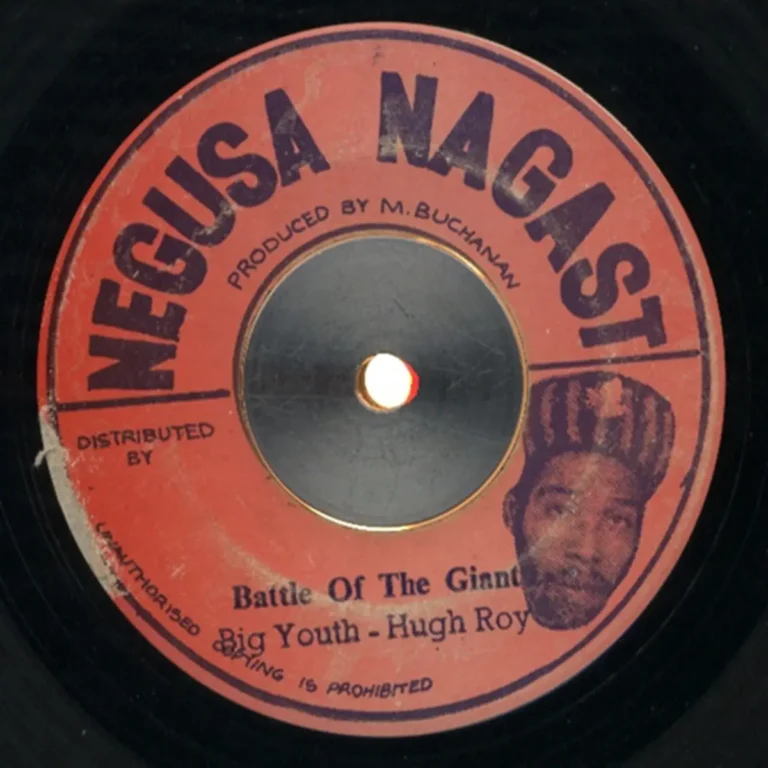 NEGUSA NAGAST
PRODUCED BY M. BUCHANAN
DISTRIBUTED
BY
Battle Of The Giant
Big Youth - Hugh Roy
UNAUTHORISED COPYING IS PROHIBITED